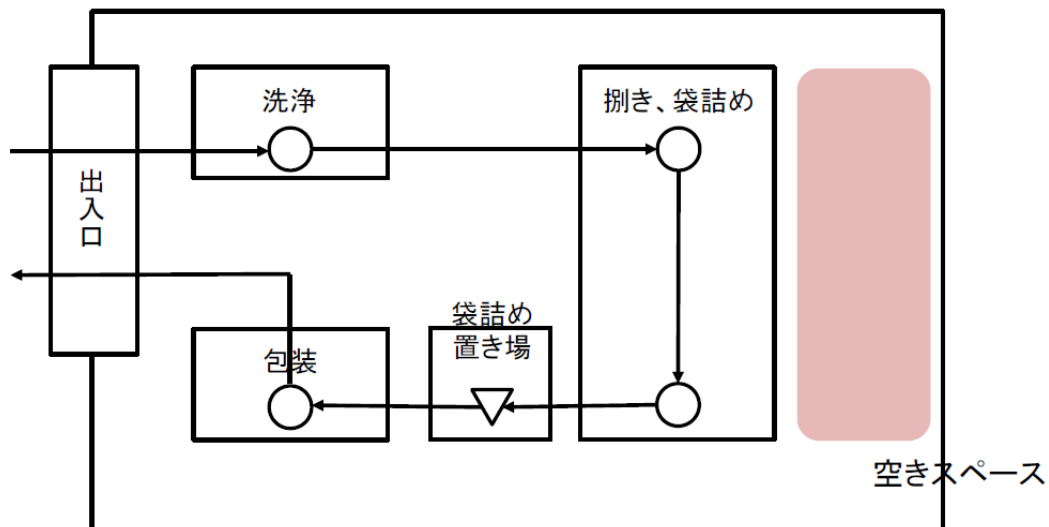 洗浄
捌き、袋詰め
出入口
袋詰め
置き場
包装
空きスペース